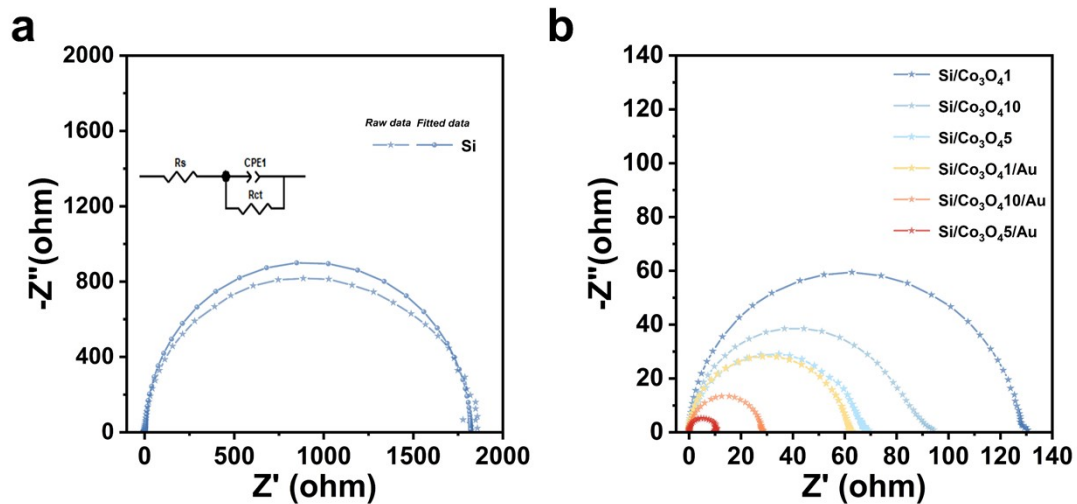 a
2000
1600
1200
800
400
0
-Z"(ohm)
Raw data Fitted data
Si
Rs
CPE1
Rct
0 500 1000 1500 2000
Z' (ohm)
b
140
120
100
80
60
40
20
0
-Z"(ohm)
Si/Co₃O₄1
Si/Co₃O₄10
Si/Co₃O₄5
Si/Co₃O₄1/Au
Si/Co₃O₄10/Au
Si/Co₃O₄5/Au
0 20 40 60 80 100 120 140
Z' (ohm)